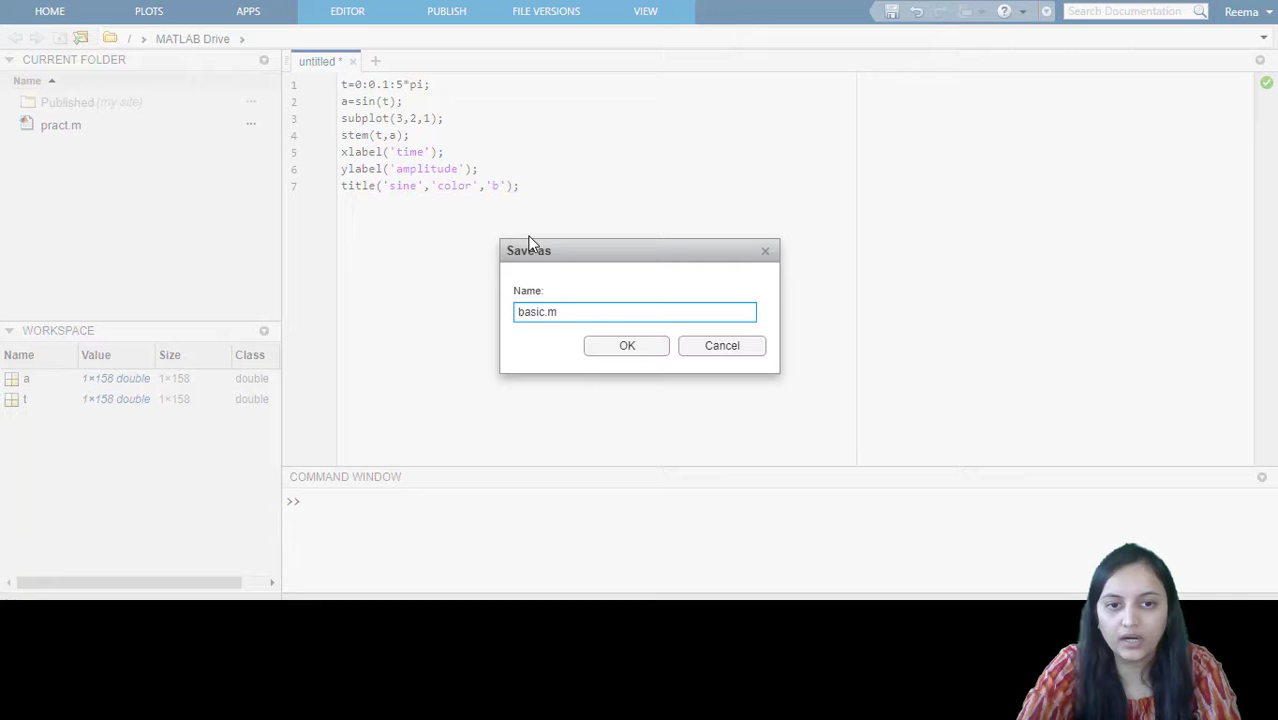 HOME PLOTS APPS EDITOR PUBLISH FILE VERSIONS VIEW Search Documentation Reema
/ MATLAB Drive
CURRENT FOLDER
Name
Published (my site) ...
pract.m ...
untitled * × +
1 t=0:0.1:5*pi;
2 a=sin(t);
3 subplot(3,2,1);
4 stem(t,a);
5 xlabel('time');
6 ylabel('amplitude');
7 title('sine','color','b');
Save as
Name:
basic.m
OK Cancel
WORKSPACE
Name Value Size Class
a 1×158 double 1×158 double
t 1×158 double 1×158 double
COMMAND WINDOW
>>